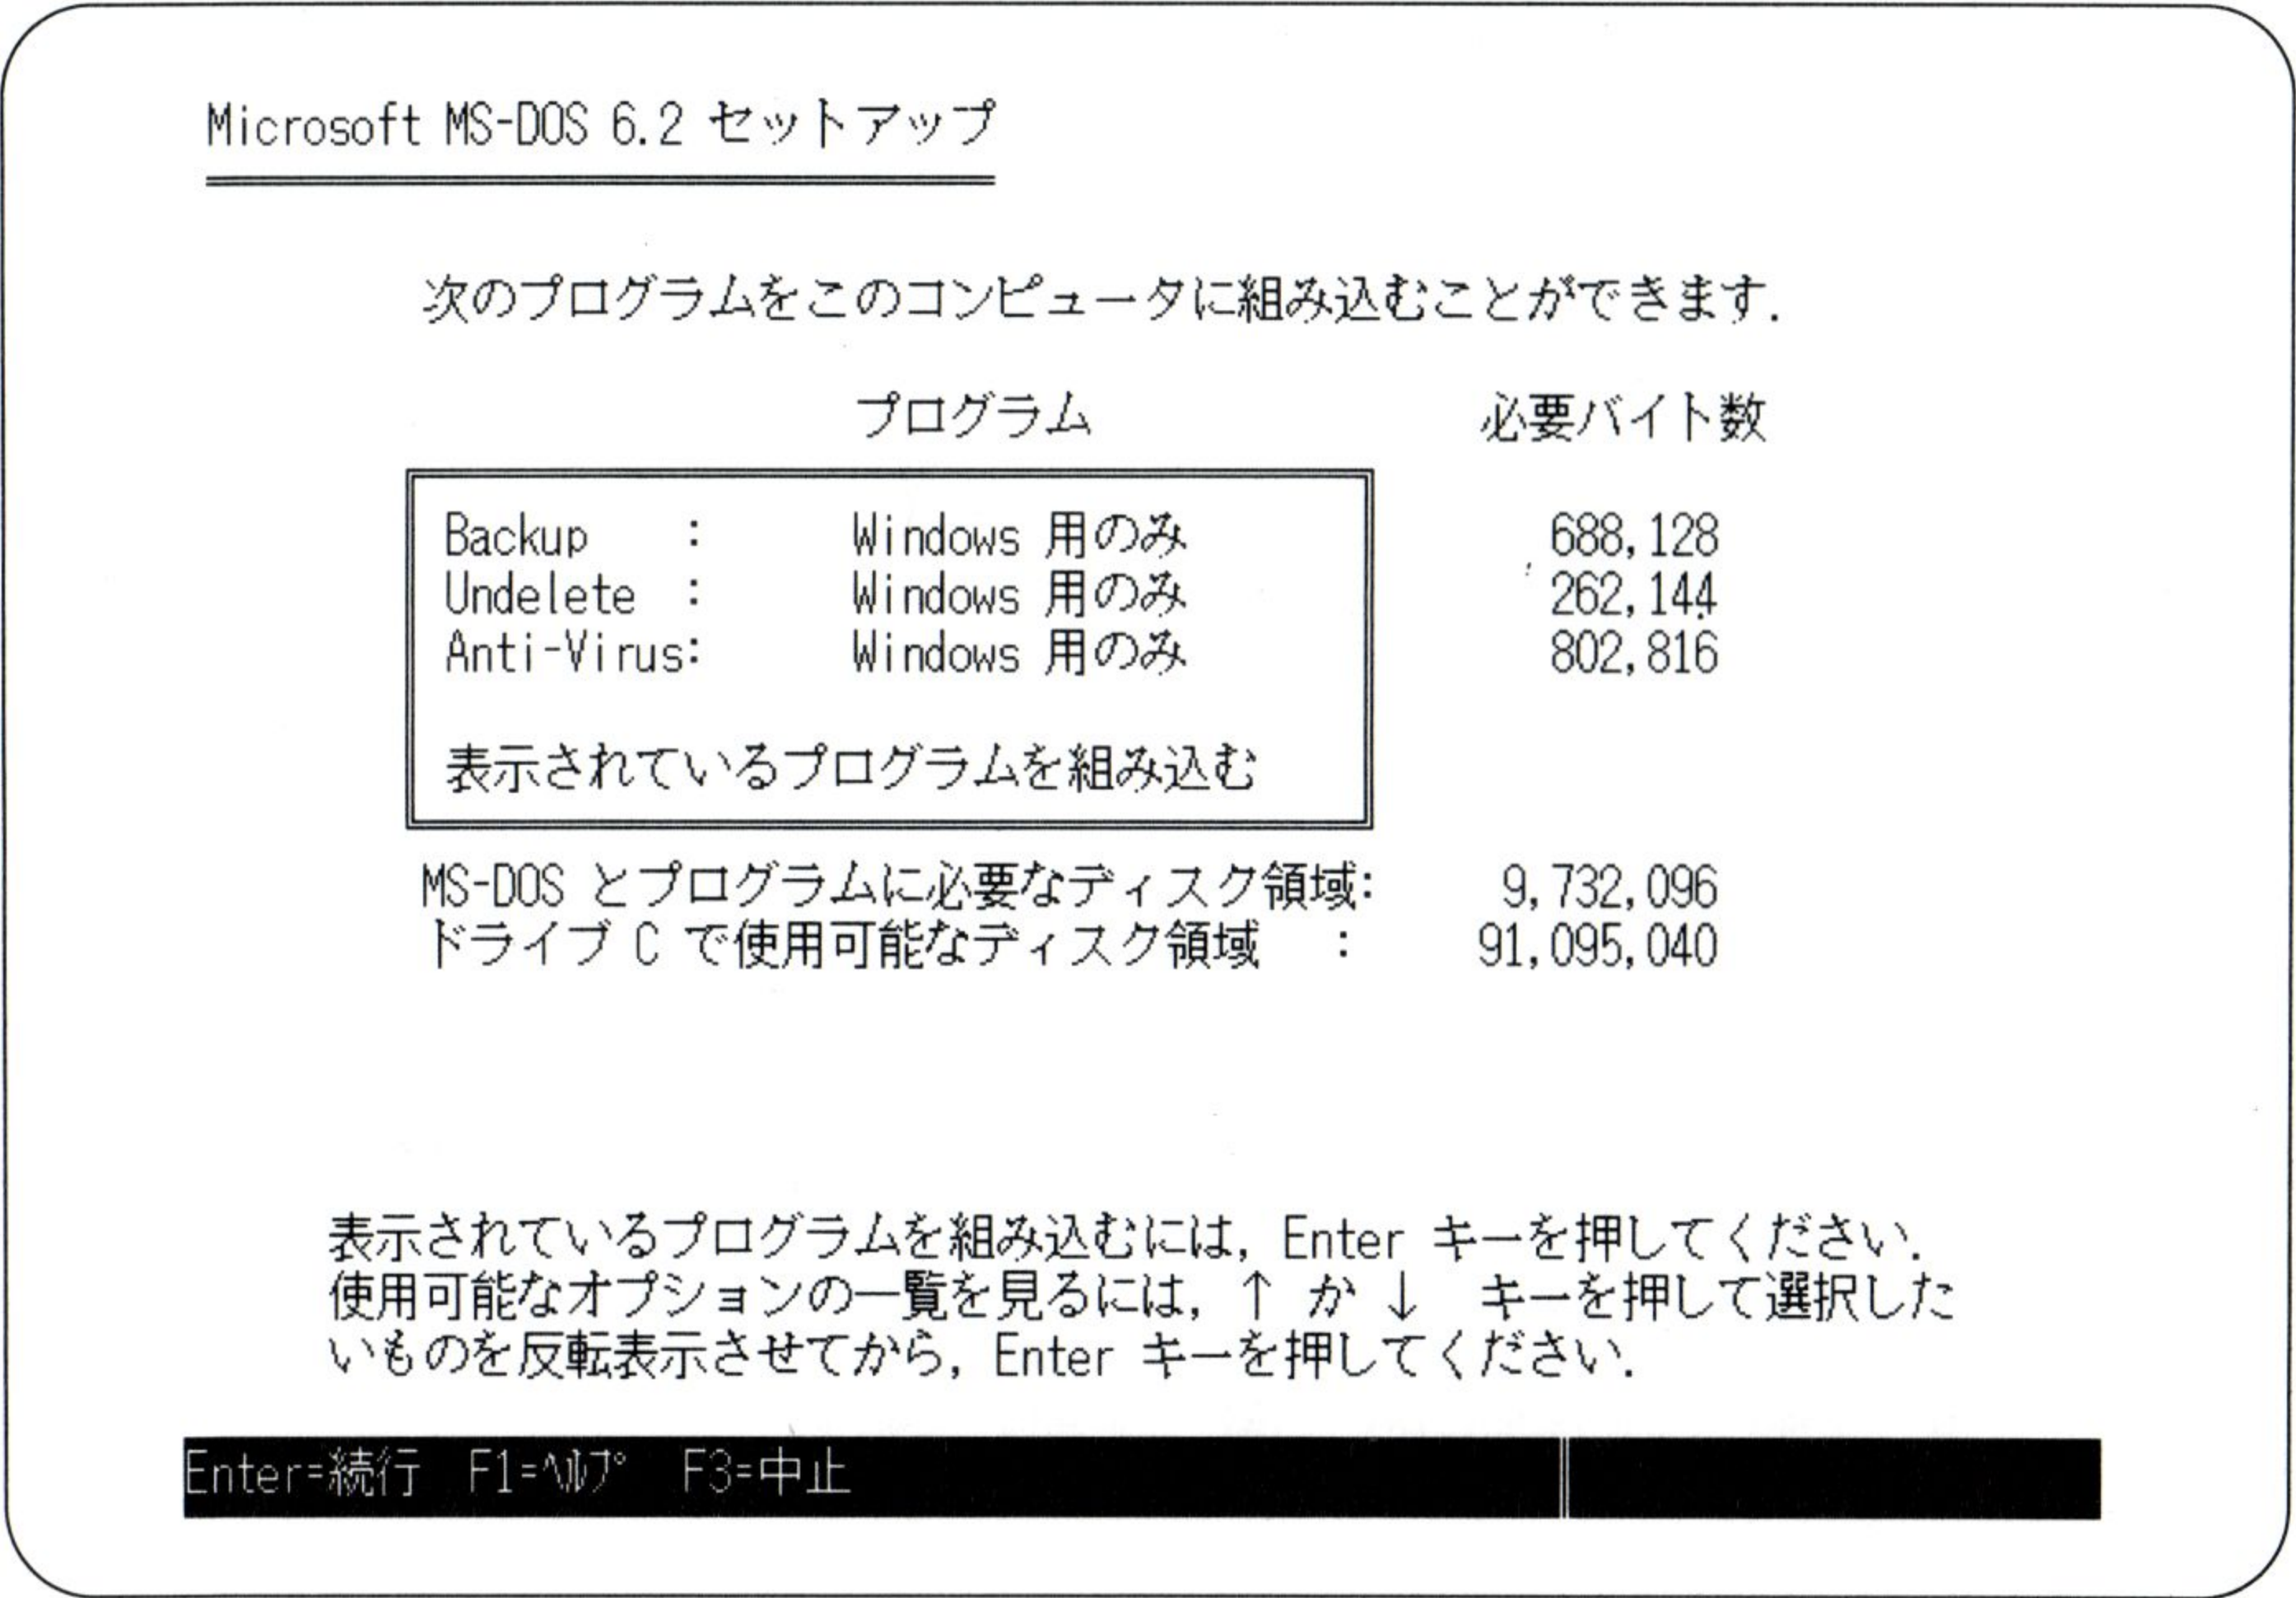 Microsoft MS-DOS 6.2 セットアップ
次のプログラムをこのコンピュータに組み込むことができます.
プログラム 必要バイト数
Backup : Windows 用のみ 688,128
Undelete : Windows 用のみ 262,144
Anti-Virus: Windows 用のみ 802,816
表示されているプログラムを組み込む
MS-DOS とプログラムに必要なディスク領域: 9,732,096
ドライブ C で使用可能なディスク領域 : 91,095,040
表示されているプログラムを組み込むには, Enter キーを押してください.
使用可能なオプションの一覧を見るには, ↑ か ↓ キーを押して選択した
いものを反転表示させてから, Enter キーを押してください.
Enter=続行 F1=ﾍﾙﾌﾟ F3=中止